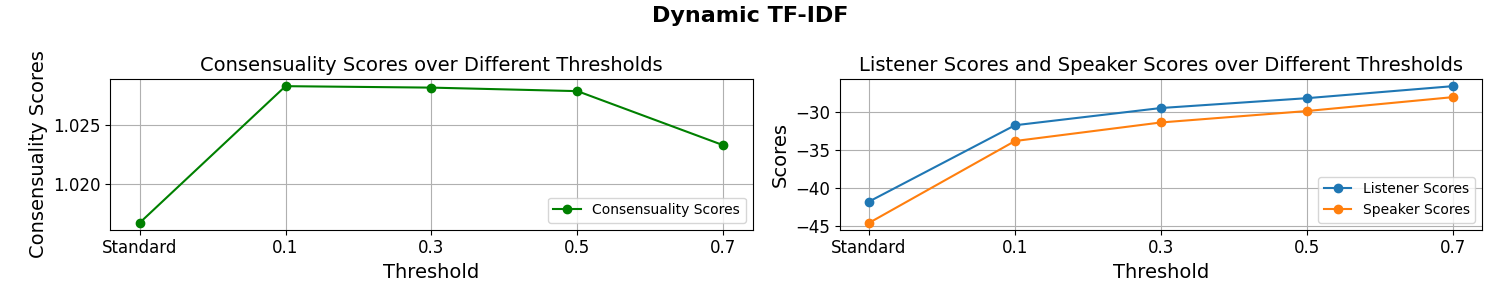 Dynamic TF-IDF
Consensuality Scores over Different Thresholds
Consensuality Scores
1.025
1.020
Consensuality Scores
Standard 0.1 0.3 0.5 0.7
Threshold
Listener Scores and Speaker Scores over Different Thresholds
Scores
−30
−35
−40
−45
Listener Scores
Speaker Scores
Standard 0.1 0.3 0.5 0.7
Threshold